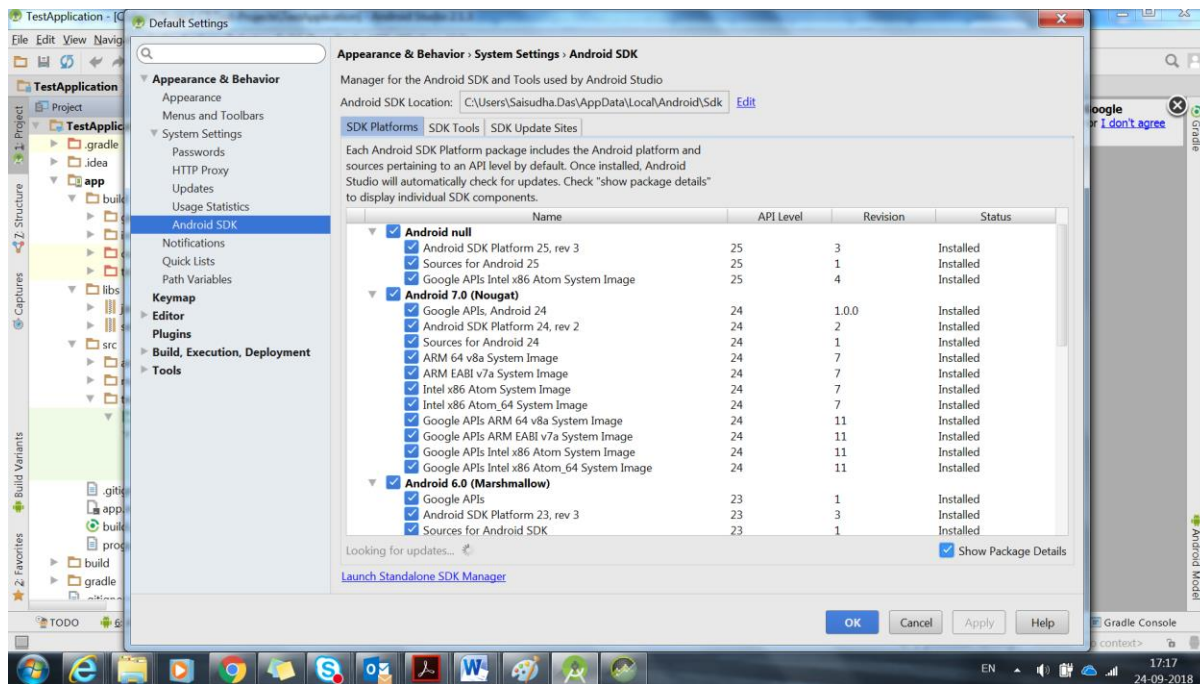 TestApplication - [C
Default Settings
File Edit View Navig
TestApplication
Project
TestApplic
.gradle
.idea
app
build
libs
src
.gitig
app.
build
prog
build
gradle
.gitigno
1: Project
7: Structure
Captures
Build Variants
2: Favorites
TODO
6:
Appearance & Behavior
Appearance
Menus and Toolbars
System Settings
Passwords
HTTP Proxy
Updates
Usage Statistics
Android SDK
Notifications
Quick Lists
Path Variables
Keymap
Editor
Plugins
Build, Execution, Deployment
Tools
Appearance & Behavior › System Settings › Android SDK
Manager for the Android SDK and Tools used by Android Studio
Android SDK Location: C:\Users\Saisudha.Das\AppData\Local\Android\Sdk Edit
SDK Platforms SDK Tools SDK Update Sites
Each Android SDK Platform package includes the Android platform and
sources pertaining to an API level by default. Once installed, Android
Studio will automatically check for updates. Check "show package details"
to display individual SDK components.
Name API Level Revision Status
Android null
Android SDK Platform 25, rev 3 25 3 Installed
Sources for Android 25 25 1 Installed
Google APIs Intel x86 Atom System Image 25 4 Installed
Android 7.0 (Nougat)
Google APIs, Android 24 24 1.0.0 Installed
Android SDK Platform 24, rev 2 24 2 Installed
Sources for Android 24 24 1 Installed
ARM 64 v8a System Image 24 7 Installed
ARM EABI v7a System Image 24 7 Installed
Intel x86 Atom System Image 24 7 Installed
Intel x86 Atom_64 System Image 24 7 Installed
Google APIs ARM 64 v8a System Image 24 11 Installed
Google APIs ARM EABI v7a System Image 24 11 Installed
Google APIs Intel x86 Atom System Image 24 11 Installed
Google APIs Intel x86 Atom_64 System Image 24 11 Installed
Android 6.0 (Marshmallow)
Google APIs 23 1 Installed
Android SDK Platform 23, rev 3 23 3 Installed
Sources for Android SDK 23 1 Installed
Looking for updates... Show Package Details
Launch Standalone SDK Manager
OK Cancel Apply Help
oogle
or I don't agree
Gradle
Android Model
Gradle Console
context>
EN
17:17
24-09-2018